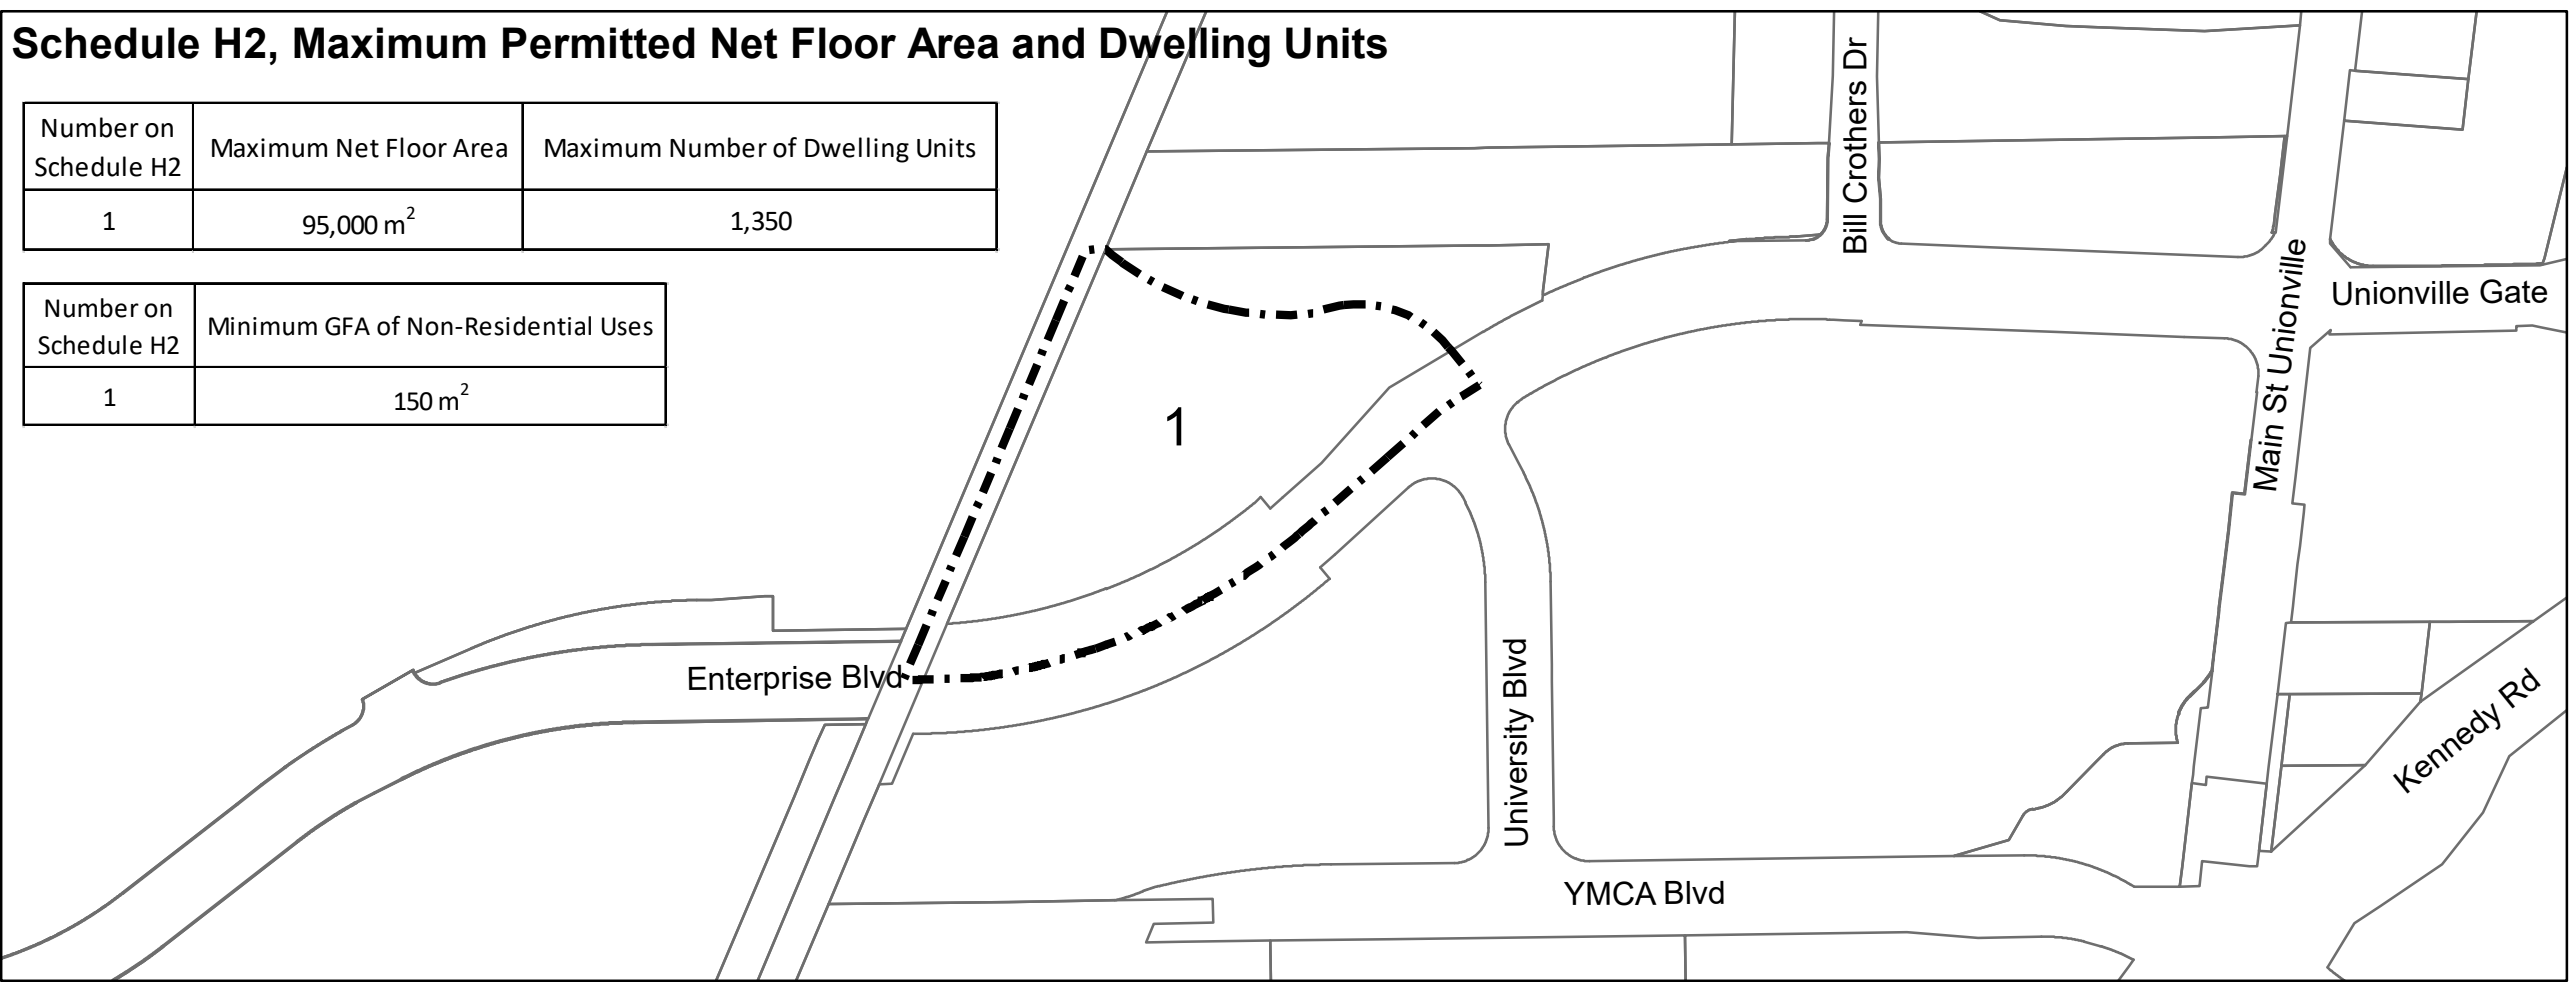 Schedule H2, Maximum Permitted Net Floor Area and Dwelling Units
Number on
Schedule H2
Maximum Net Floor Area
Maximum Number of Dwelling Units
1
95,000 m²
1,350
Number on
Schedule H2
Minimum GFA of Non-Residential Uses
1
150 m²
Bill Crothers Dr
Unionville Gate
Main St Unionville
1
Enterprise Blvd
University Blvd
Kennedy Rd
YMCA Blvd